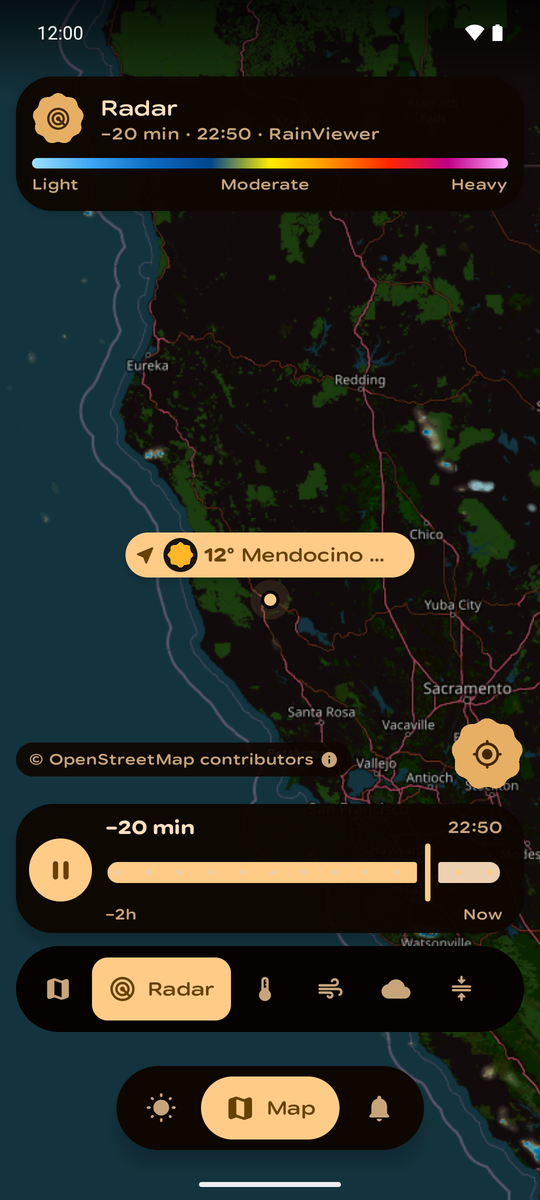 12:00
Radar
−20 min · 22:50 · RainViewer
Light Moderate Heavy
Eureka
Redding
12° Mendocino ...
Chico
Yuba City
Sacramento
Santa Rosa
Vacaville
© OpenStreetMap contributors
Vallejo
Antioch
Stockton
−20 min 22:50
−2h Now
Watsonville
Radar
Map